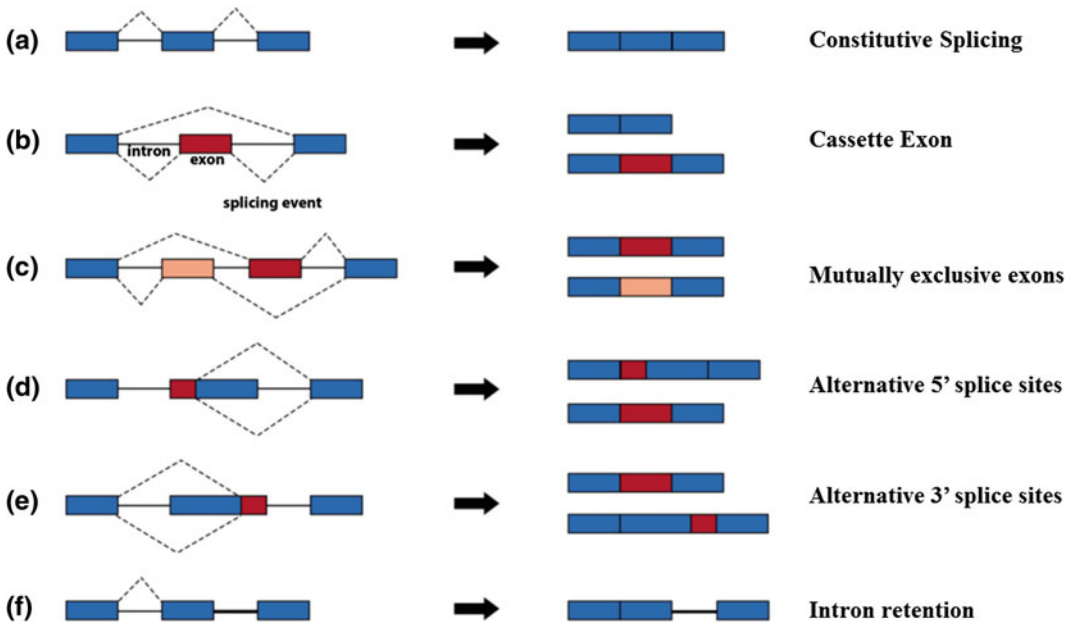 (a) Constitutive Splicing
(b) intron exon Cassette Exon
splicing event
(c) Mutually exclusive exons
(d) Alternative 5’ splice sites
(e) Alternative 3’ splice sites
(f) Intron retention